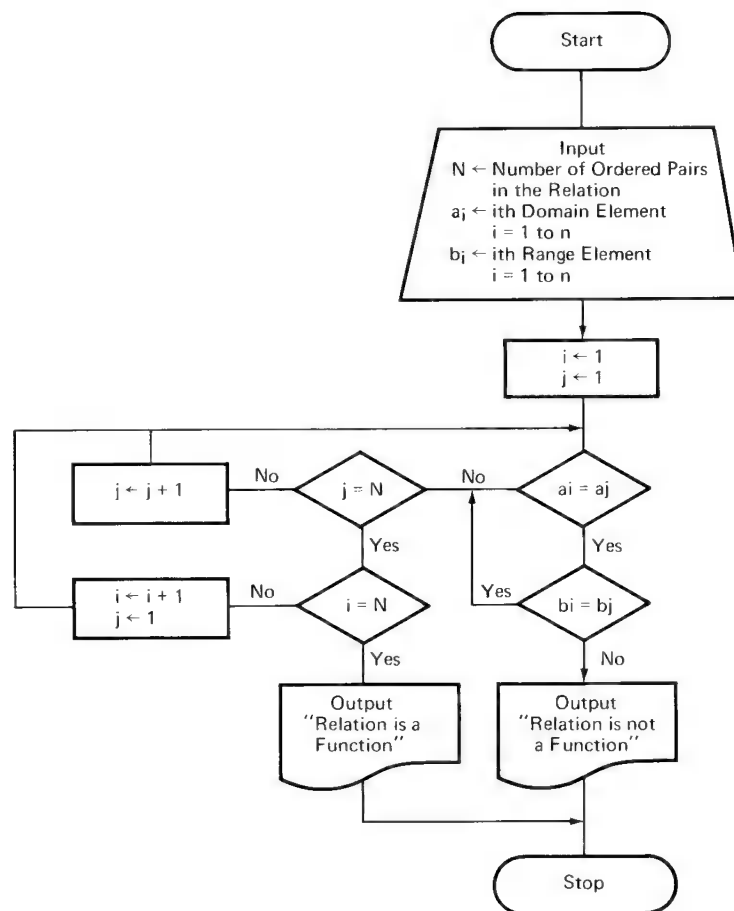 Start
Input
N ← Number of Ordered Pairs
in the Relation
ai ← ith Domain Element
i = 1 to n
bi ← ith Range Element
i = 1 to n
i ← 1
j ← 1
ai = aj
No
j = N
No
j ← j + 1
Yes
Yes
bi = bj
Yes
i = N
No
i ← i + 1
j ← 1
Yes
No
Output
"Relation is a
Function"
Output
"Relation is not
a Function"
Stop